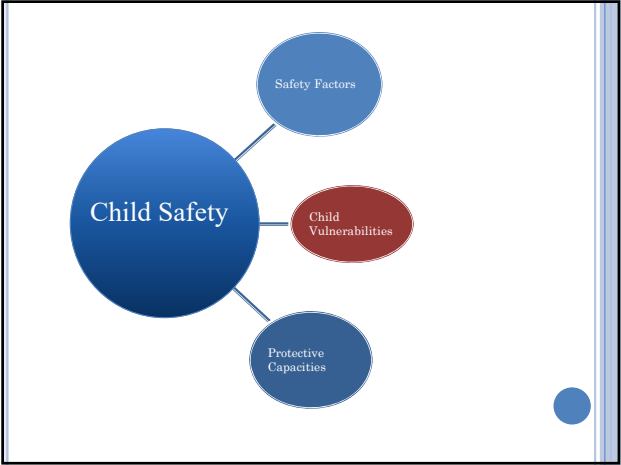 Safety Factors
Child Safety
Child
Vulnerabilities
Protective
Capacities